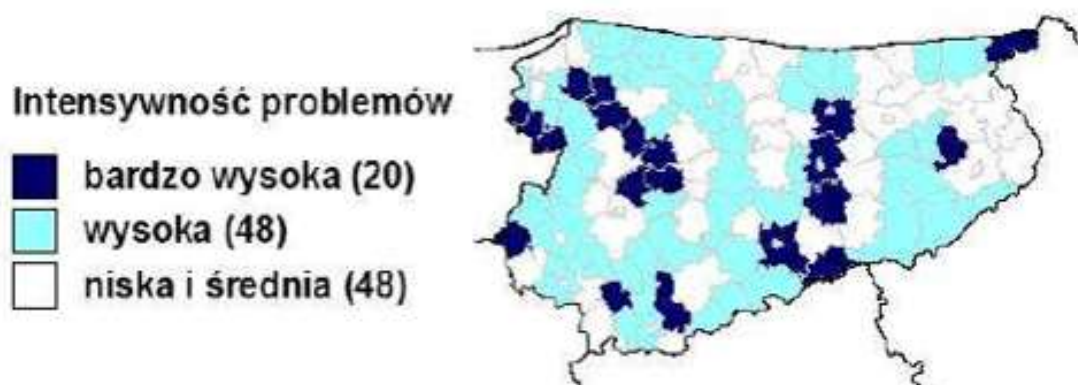 Intensywność problemów
bardzo wysoka (20)
wysoka (48)
niska i średnia (48)